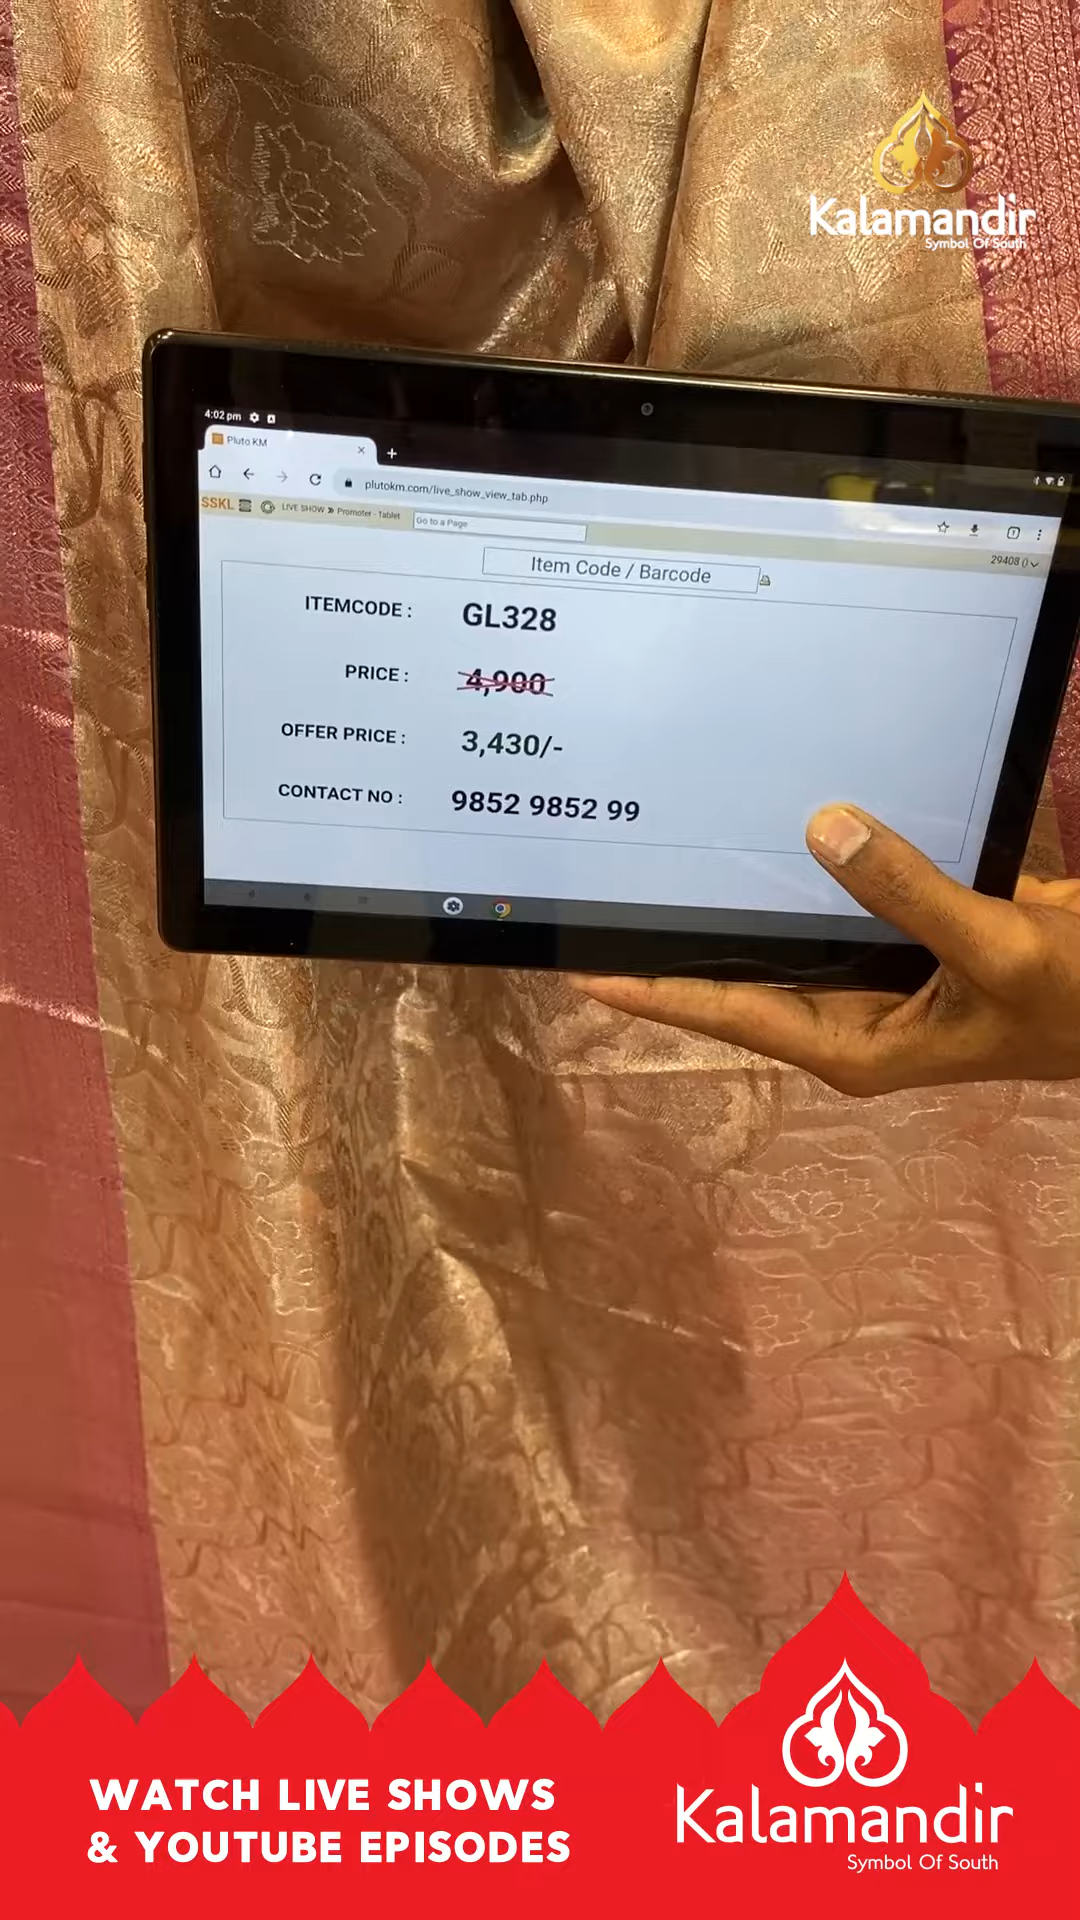 Kalamandir
Symbol Of South
4:02 pm
Pluto KM
plutokm.com/live_show_view_tab.php
SSKL
LIVE SHOW » Promoter - Tablet
Go to a Page
29408 ()
Item Code / Barcode
ITEMCODE : GL328
PRICE : 4,900
OFFER PRICE : 3,430/-
CONTACT NO : 9852 9852 99
WATCH LIVE SHOWS
& YOUTUBE EPISODES
Kalamandir
Symbol Of South